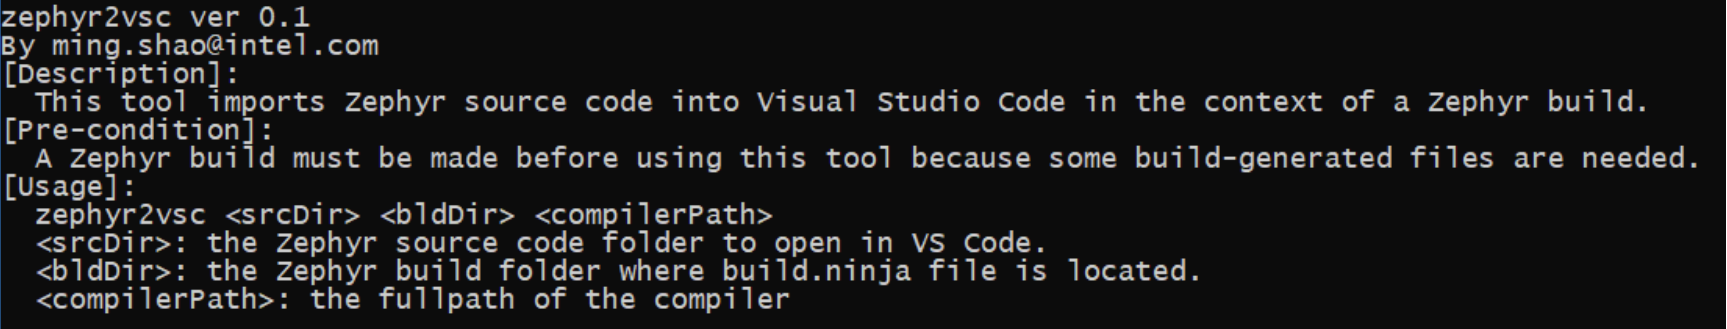 zephyr2vsc ver 0.1
By ming.shao@intel.com
[Description]:
  This tool imports Zephyr source code into Visual Studio Code in the context of a Zephyr build.
[Pre-condition]:
  A Zephyr build must be made before using this tool because some build-generated files are needed.
[Usage]:
  zephyr2vsc <srcDir> <bldDir> <compilerPath>
  <srcDir>: the Zephyr source code folder to open in VS Code.
  <bldDir>: the Zephyr build folder where build.ninja file is located.
  <compilerPath>: the fullpath of the compiler